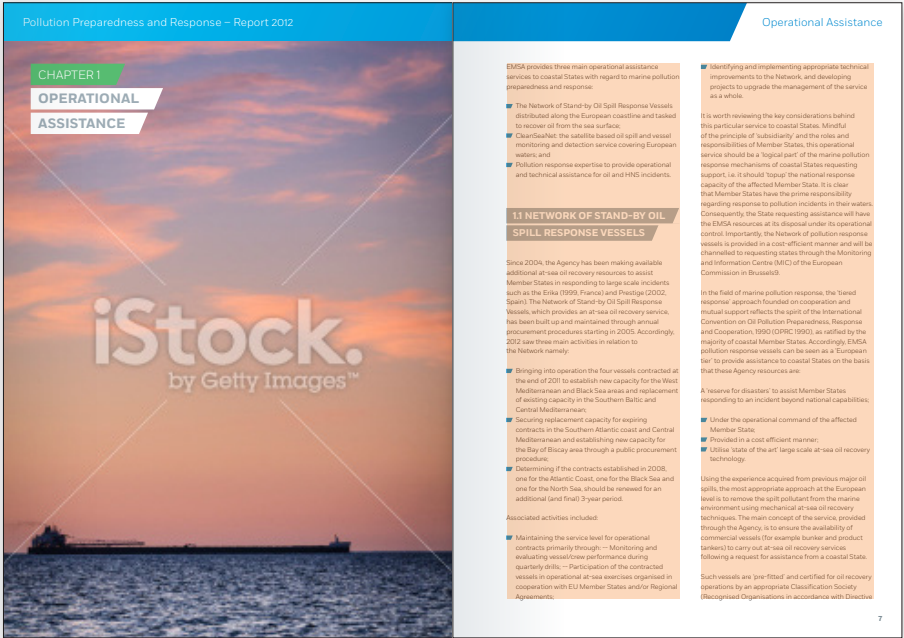 Pollution Preparedness and Response – Report 2012
CHAPTER 1
OPERATIONAL
ASSISTANCE
iStock.
by Getty Images™
Operational Assistance
EMSA provides three main operational assistance
services to coastal States with regard to marine pollution
preparedness and response:
The Network of Stand-by Oil Spill Response Vessels
distributed along the European coastline and tasked
to recover oil from the sea surface;
CleanSeaNet: the satellite based oil spill and vessel
monitoring and detection service covering European
waters; and
Pollution response expertise to provide operational
and technical assistance for oil and HNS incidents.
1.1 NETWORK OF STAND-BY OIL
SPILL RESPONSE VESSELS
Since 2004, the Agency has been making available
additional at-sea oil recovery resources to assist
Member States in responding to large scale incidents
such as the Erika (1999, France) and Prestige (2002,
Spain). The Network of Stand-by Oil Spill Response
Vessels, which provides an at-sea oil recovery service,
has been built up and maintained through annual
procurement procedures starting in 2005. Accordingly,
2012 saw three main activities in relation to
the Network namely:
Bringing into operation the four vessels contracted at
the end of 2011 to establish new capacity for the West
Mediterranean and Black Sea areas and replacement
of existing capacity in the Southern Baltic and
Central Mediterranean;
Securing replacement capacity for expiring
contracts in the Southern Atlantic coast and Central
Mediterranean and establishing new capacity for
the Bay of Biscay area through a public procurement
procedure;
Determining if the contracts established in 2008,
one for the Atlantic Coast, one for the Black Sea and
one for the North Sea, should be renewed for an
additional (and final) 3-year period.
Associated activities included:
Maintaining the service level for operational
contracts primarily through: — Monitoring and
evaluating vessel/crew performance during
quarterly drills; — Participation of the contracted
vessels in operational at-sea exercises organised in
cooperation with EU Member States and/or Regional
Agreements;
Identifying and implementing appropriate technical
improvements to the Network, and developing
projects to upgrade the management of the service
as a whole.
It is worth reviewing the key considerations behind
this particular service to coastal States. Mindful
of the principle of 'subsidiarity' and the roles and
responsibilities of Member States, this operational
service should be a 'logical part' of the marine pollution
response mechanisms of coastal States requesting
support, i.e. it should 'topup' the national response
capacity of the affected Member State. It is clear
that Member States have the prime responsibility
regarding response to pollution incidents in their waters.
Consequently, the State requesting assistance will have
the EMSA resources at its disposal under its operational
control. Importantly, the Network of pollution response
vessels is provided in a cost-efficient manner and will be
channelled to requesting states through the Monitoring
and Information Centre (MIC) of the European
Commission in Brussels9.
In the field of marine pollution response, the 'tiered
response' approach founded on cooperation and
mutual support reflects the spirit of the International
Convention on Oil Pollution Preparedness, Response
and Cooperation, 1990 (OPRC 1990), as ratified by the
majority of coastal Member States. Accordingly, EMSA
pollution response vessels can be seen as a 'European
tier' to provide assistance to coastal States on the basis
that these Agency resources are:
A 'reserve for disasters' to assist Member States
responding to an incident beyond national capabilities;
Under the operational command of the affected
Member State;
Provided in a cost efficient manner;
Utilise 'state of the art' large scale at-sea oil recovery
technology.
Using the experience acquired from previous major oil
spills, the most appropriate approach at the European
level is to remove the spilt pollutant from the marine
environment using mechanical at-sea oil recovery
techniques. The main concept of the service, provided
through the Agency, is to ensure the availability of
commercial vessels (for example bunker and product
tankers) to carry out at-sea oil recovery services
following a request for assistance from a coastal State.
Such vessels are 'pre-fitted' and certified for oil recovery
operations by an appropriate Classification Society
(Recognised Organisations in accordance with Directive
7